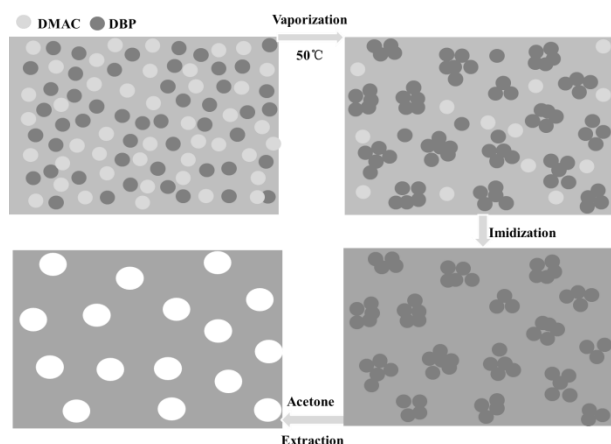 DMAC DBP
Vaporization
50℃
Imidization
Acetone
Extraction